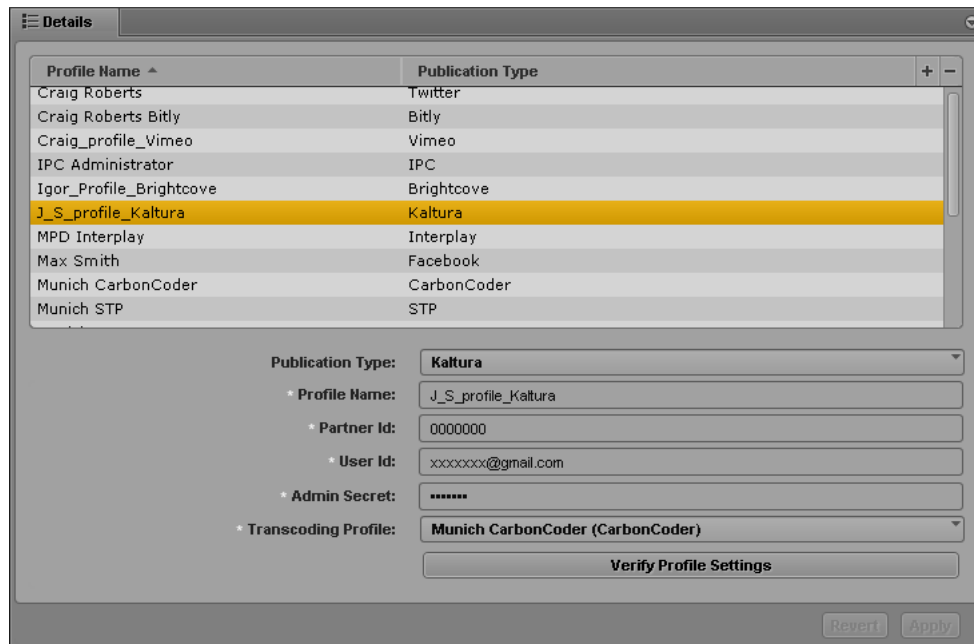 Details
Profile Name Publication Type + -
Craig Roberts Twitter
Craig Roberts Bitly Bitly
Craig_profile_Vimeo Vimeo
IPC Administrator IPC
Igor_Profile_Brightcove Brightcove
J_S_profile_Kaltura Kaltura
MPD Interplay Interplay
Max Smith Facebook
Munich CarbonCoder CarbonCoder
Munich STP STP
Publication Type: Kaltura
* Profile Name: J_S_profile_Kaltura
* Partner Id: 0000000
* User Id: xxxxxxx@gmail.com
* Admin Secret: •••••••
* Transcoding Profile: Munich CarbonCoder (CarbonCoder)
Verify Profile Settings
Revert Apply